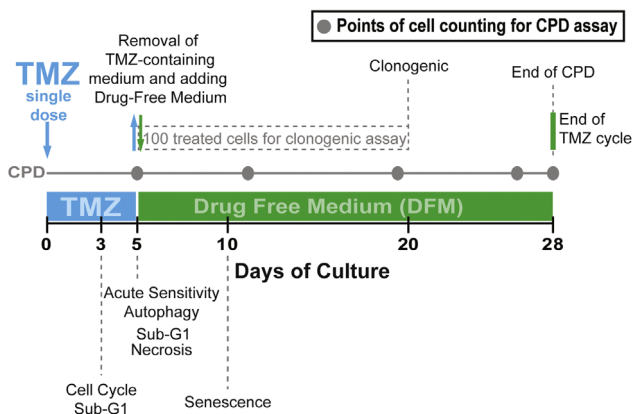 Points of cell counting for CPD assay
TMZ
single
dose
Removal of
TMZ-containing
medium and adding
Drug-Free Medium
Clonogenic
End of CPD
End of
TMZ cycle
100 treated cells for clonogenic assay
CPD
TMZ
Drug Free Medium (DFM)
0 3 5 10 20 28
Days of Culture
Acute Sensitivity
Autophagy
Sub-G1
Necrosis
Cell Cycle
Sub-G1
Senescence